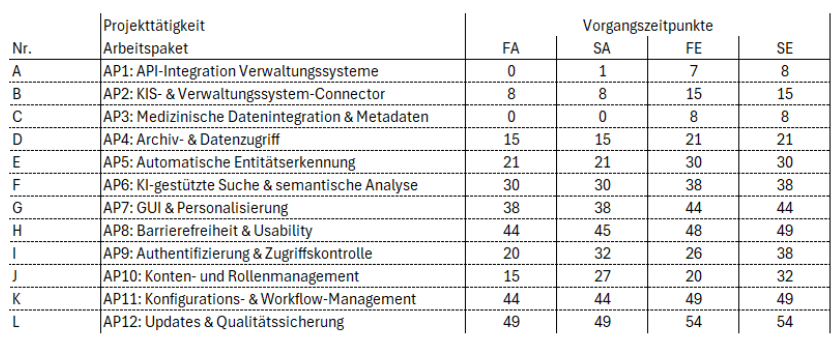 Projekttätigkeit Vorgangszeitpunkte
Nr. Arbeitspaket FA SA FE SE
A AP1: API-Integration Verwaltungssysteme 0 1 7 8
B AP2: KIS- & Verwaltungssystem-Connector 8 8 15 15
C AP3: Medizinische Datenintegration & Metadaten 0 0 8 8
D AP4: Archiv- & Datenzugriff 15 15 21 21
E AP5: Automatische Entitätserkennung 21 21 30 30
F AP6: KI-gestützte Suche & semantische Analyse 30 30 38 38
G AP7: GUI & Personalisierung 38 38 44 44
H AP8: Barrierefreiheit & Usability 44 45 48 49
I AP9: Authentifizierung & Zugriffskontrolle 20 32 26 38
J AP10: Konten- und Rollenmanagement 15 27 20 32
K AP11: Konfigurations- & Workflow-Management 44 44 49 49
L AP12: Updates & Qualitätssicherung 49 49 54 54